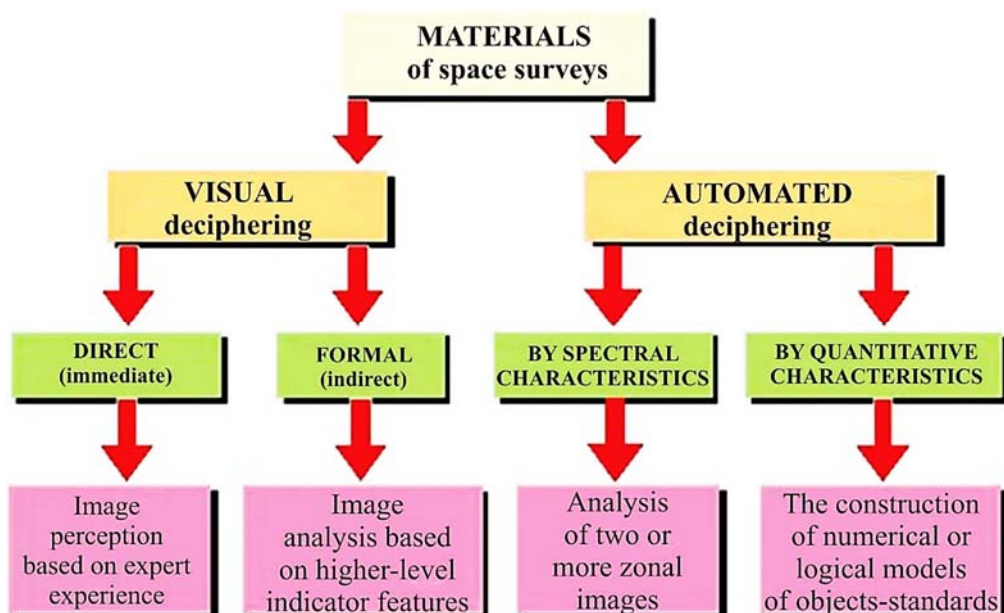 MATERIALS
of space surveys
VISUAL
deciphering
AUTOMATED
deciphering
DIRECT
(immediate)
FORMAL
(indirect)
BY SPECTRAL
CHARACTERISTICS
BY QUANTITATIVE
CHARACTERISTICS
Image
perception
based on expert
experience
Image
analysis based
on higher-level
indicator features
Analysis
of two or
more zonal
images
The construction
of numerical or
logical models
of objects-standards